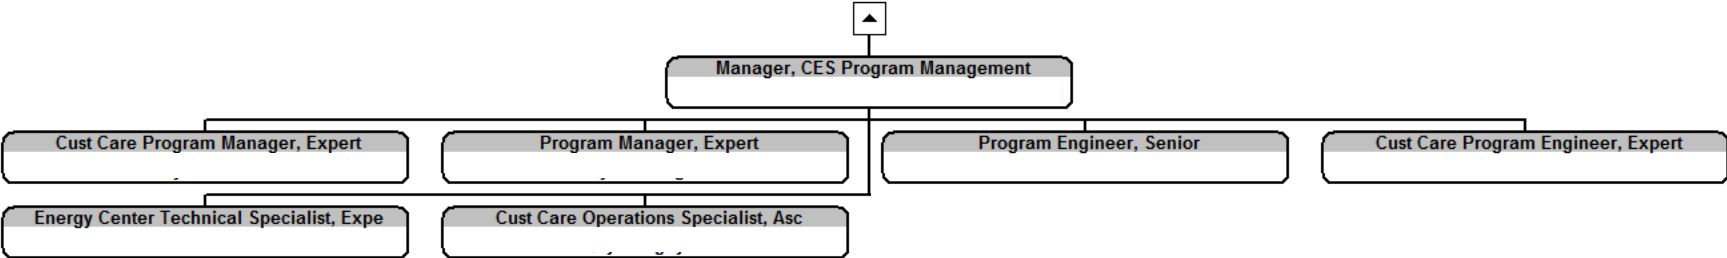 Manager, CES Program Management
Cust Care Program Manager, Expert
Program Manager, Expert
Program Engineer, Senior
Cust Care Program Engineer, Expert
Energy Center Technical Specialist, Expe
Cust Care Operations Specialist, Asc